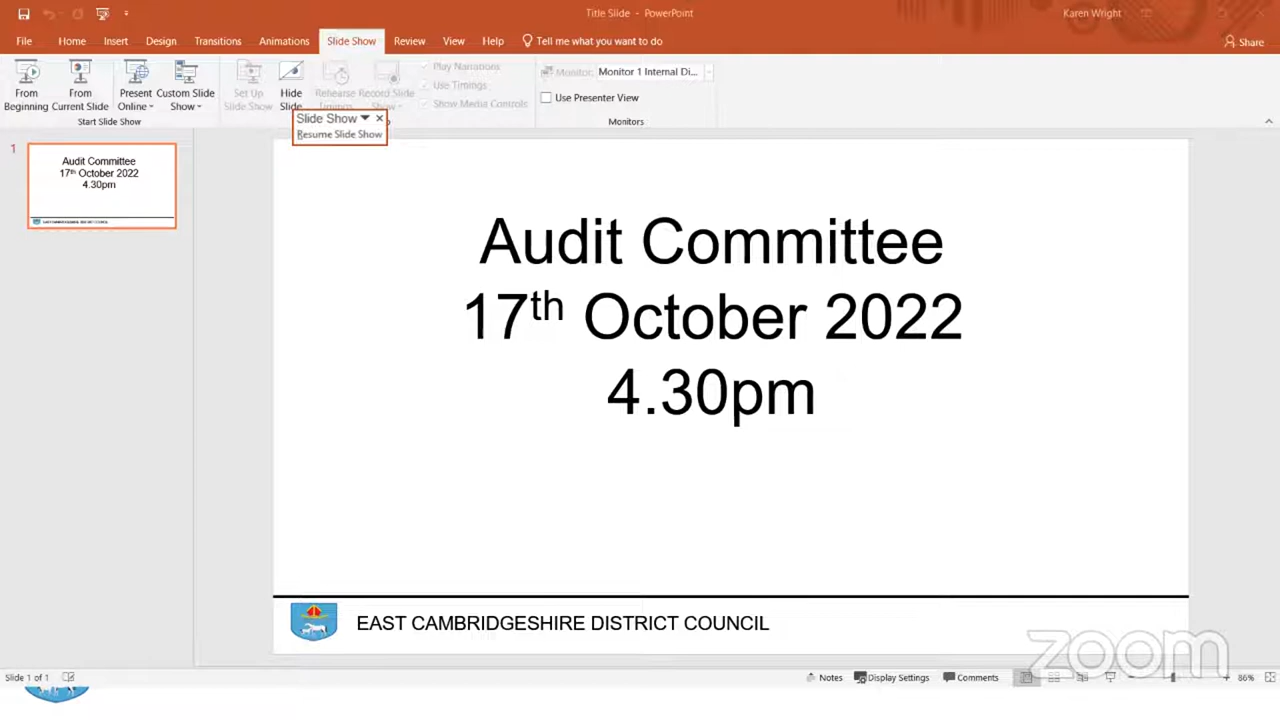 Title Slide - PowerPoint
Karen Wright
File
Home
Insert
Design
Transitions
Animations
Slide Show
Review
View
Help
Tell me what you want to do
Share
From Beginning
From Current Slide
Present Online
Custom Slide Show
Start Slide Show
Set Up Slide Show
Hide Slide
Rehearse Timings
Record Slide Show
Play Narrations
Use Timings
Show Media Controls
Monitor:
Monitor 1 Internal Di...
Use Presenter View
Monitors
Slide Show
Resume Slide Show
1
Audit Committee
17th October 2022
4.30pm
EAST CAMBRIDGESHIRE DISTRICT COUNCIL
Audit Committee
17th October 2022
4.30pm
EAST CAMBRIDGESHIRE DISTRICT COUNCIL
zoom
Slide 1 of 1
Notes
Display Settings
Comments
86%